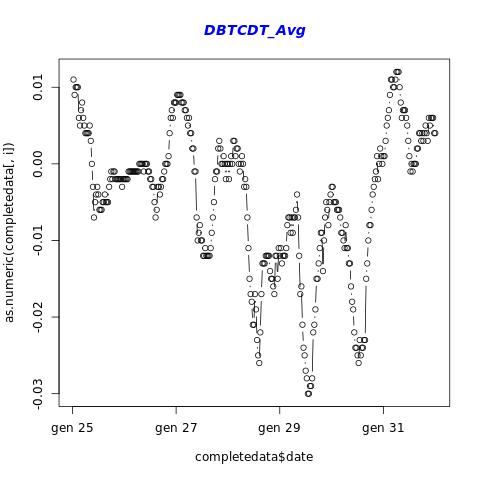 DBTCDT_Avg
0.01
0.00
-0.01
-0.02
-0.03
as.numeric(completedata[, i])
gen 25 gen 27 gen 29 gen 31
completedata$date